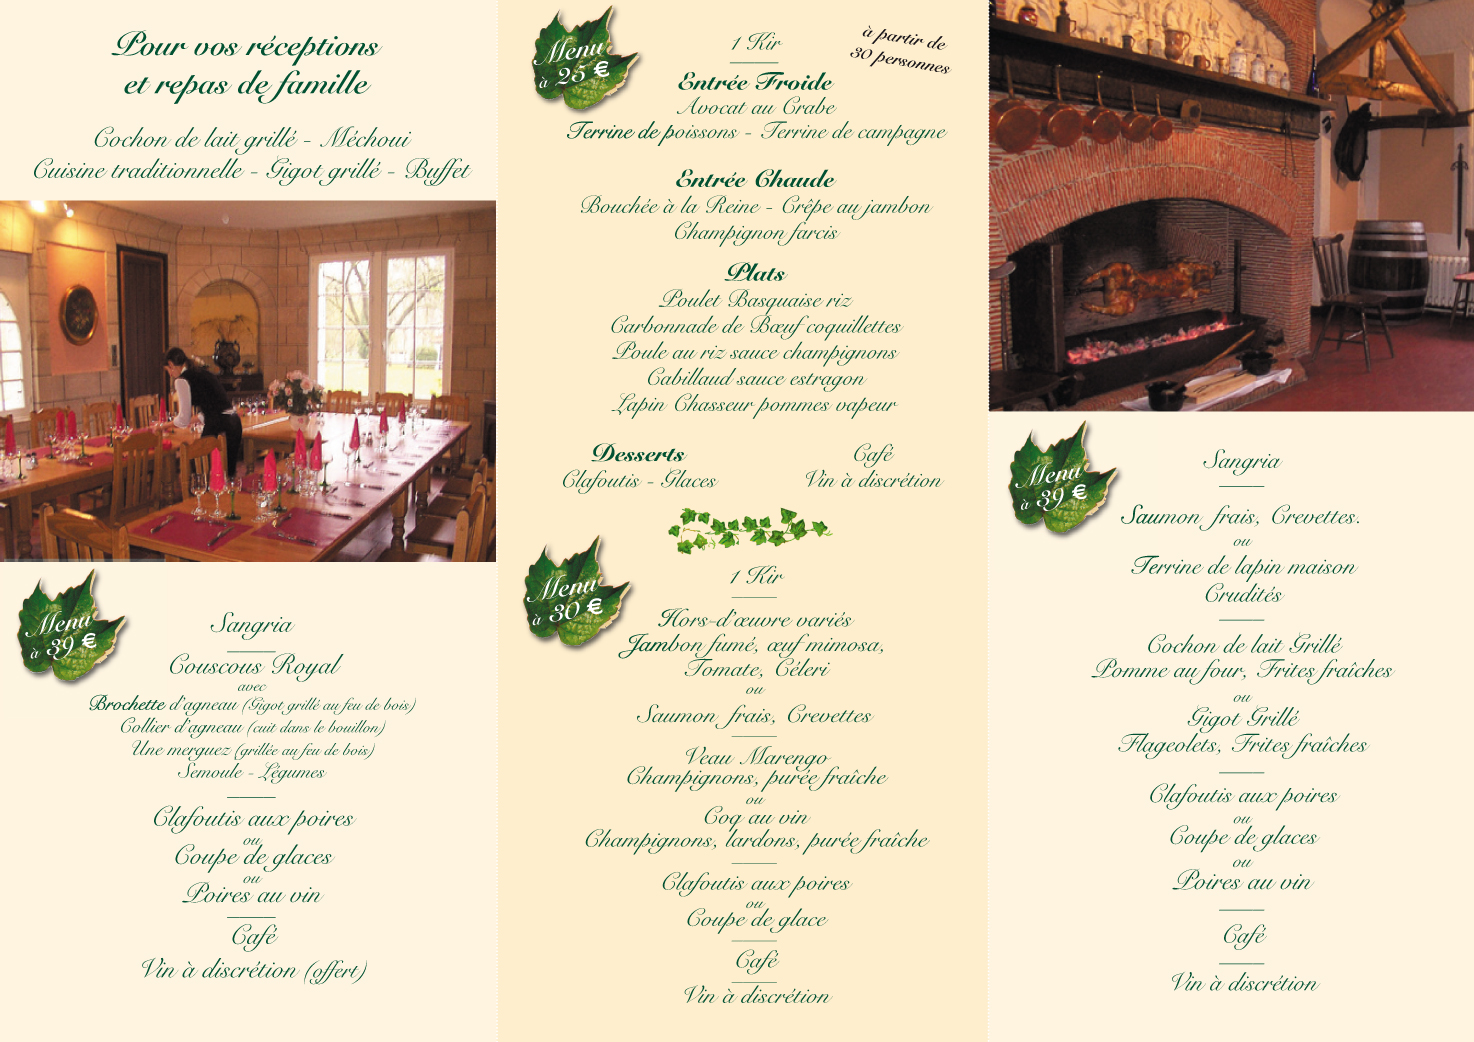 Pour vos réceptions
et repas de famille
Cochon de lait grillé - Méchoui
Cuisine traditionnelle - Gigot grillé - Buffet
Menu
à 39 €
Sangria
Couscous Royal
avec
Brochette d'agneau (Gigot grillé au feu de bois)
Collier d'agneau (cuit dans le bouillon)
Une merguez (grillée au feu de bois)
Semoule - Légumes
Clafoutis aux poires
ou
Coupe de glaces
ou
Poires au vin
Café
Vin à discrétion (offert)
Menu
à 25 €
à partir de
30 personnes
1 Kir
Entrée Froide
Avocat au Crabe
Terrine de poissons - Terrine de campagne
Entrée Chaude
Bouchée à la Reine - Crêpe au jambon
Champignon farcis
Plats
Poulet Basquaise riz
Carbonnade de Bœuf coquillettes
Poule au riz sauce champignons
Cabillaud sauce estragon
Lapin Chasseur pommes vapeur
Desserts
Clafoutis - Glaces
Café
Vin à discrétion
Menu
à 30 €
1 Kir
Hors-d'œuvre variés
Jambon fumé, œuf mimosa,
Tomate, Céleri
ou
Saumon frais, Crevettes
Veau Marengo
Champignons, purée fraîche
ou
Coq au vin
Champignons, lardons, purée fraîche
Clafoutis aux poires
ou
Coupe de glace
Café
Vin à discrétion
Menu
à 39 €
Sangria
Saumon frais, Crevettes.
ou
Terrine de lapin maison
Crudités
Cochon de lait Grillé
Pomme au four, Frites fraîches
ou
Gigot Grillé
Flageolets, Frites fraîches
Clafoutis aux poires
ou
Coupe de glaces
ou
Poires au vin
Café
Vin à discrétion